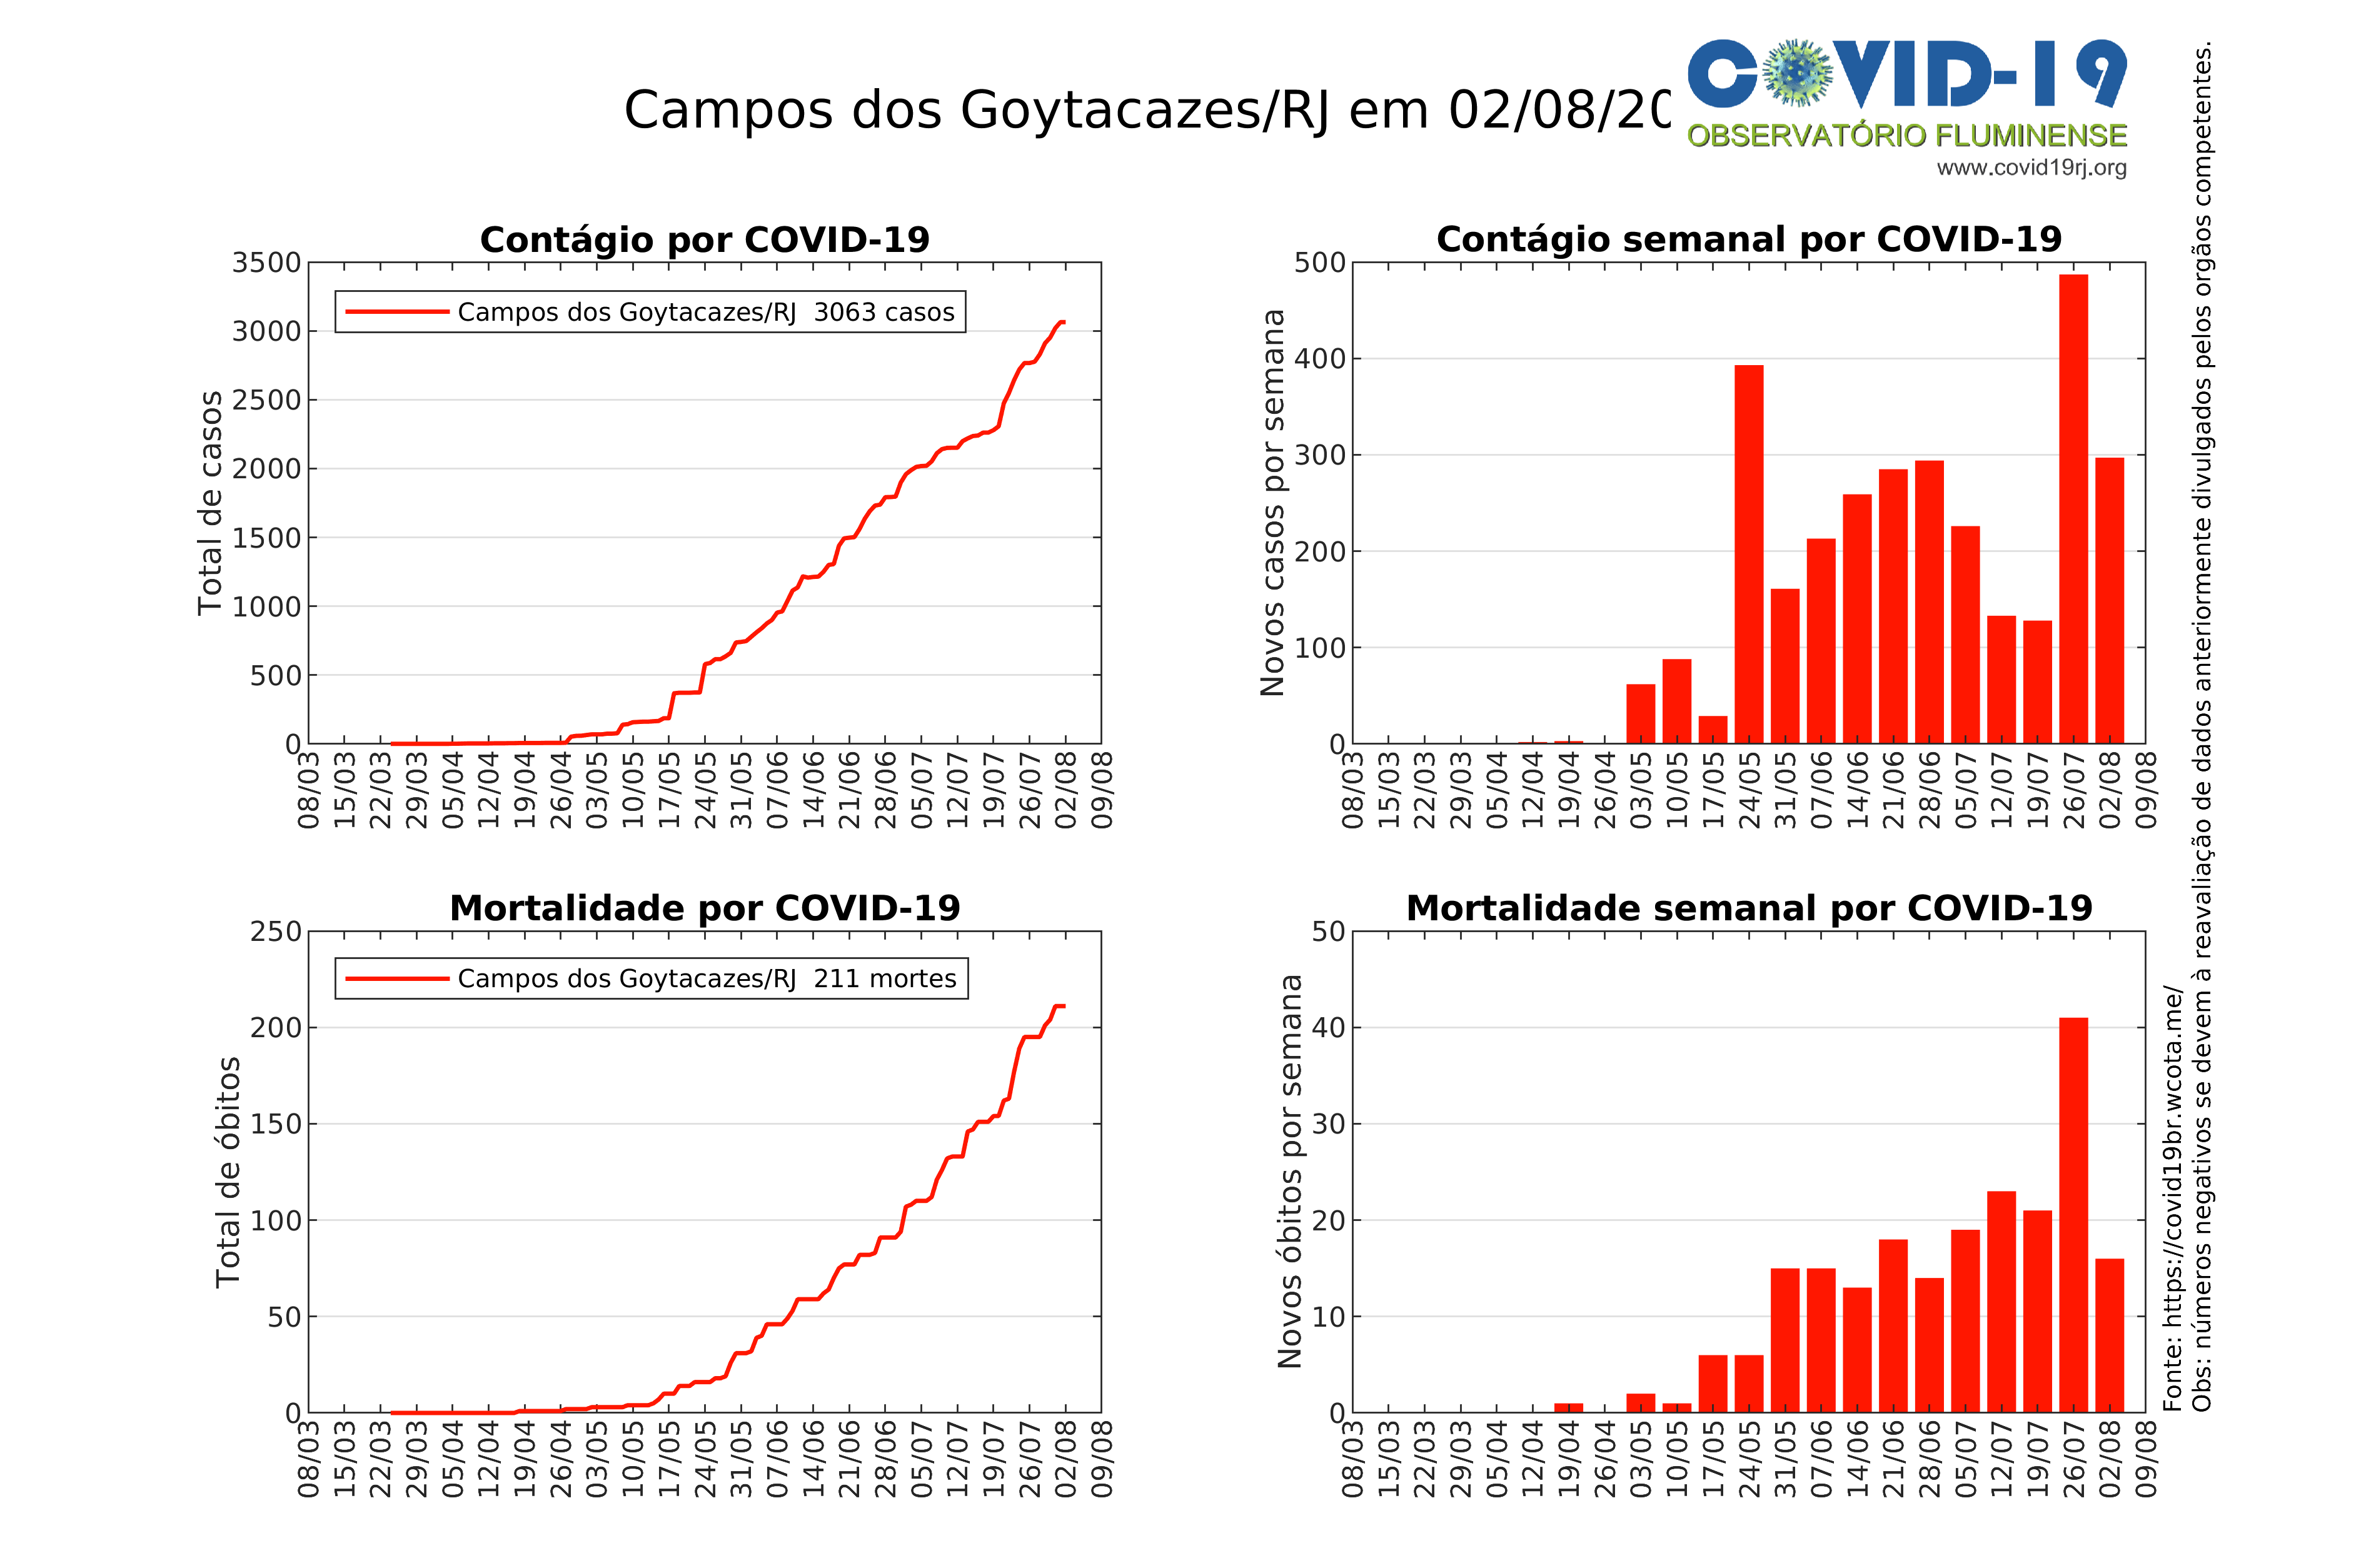 Campos dos Goytacazes/RJ em 02/08/20
COVID-19
OBSERVATÓRIO FLUMINENSE
www.covid19rj.org
Contágio por COVID-19
Total de casos
3500
3000
2500
2000
1500
1000
500
0
Campos dos Goytacazes/RJ 3063 casos
08/03 15/03 22/03 29/03 05/04 12/04 19/04 26/04 03/05 10/05 17/05 24/05 31/05 07/06 14/06 21/06 28/06 05/07 12/07 19/07 26/07 02/08 09/08
Contágio semanal por COVID-19
Novos casos por semana
500
400
300
200
100
0
08/03 15/03 22/03 29/03 05/04 12/04 19/04 26/04 03/05 10/05 17/05 24/05 31/05 07/06 14/06 21/06 28/06 05/07 12/07 19/07 26/07 02/08 09/08
Mortalidade por COVID-19
Total de óbitos
250
200
150
100
50
0
Campos dos Goytacazes/RJ 211 mortes
08/03 15/03 22/03 29/03 05/04 12/04 19/04 26/04 03/05 10/05 17/05 24/05 31/05 07/06 14/06 21/06 28/06 05/07 12/07 19/07 26/07 02/08 09/08
Mortalidade semanal por COVID-19
Novos óbitos por semana
50
40
30
20
10
0
08/03 15/03 22/03 29/03 05/04 12/04 19/04 26/04 03/05 10/05 17/05 24/05 31/05 07/06 14/06 21/06 28/06 05/07 12/07 19/07 26/07 02/08 09/08
Fonte: https://covid19br.wcota.me/
Obs: números negativos se devem à reavaliação de dados anteriormente divulgados pelos orgãos competentes.